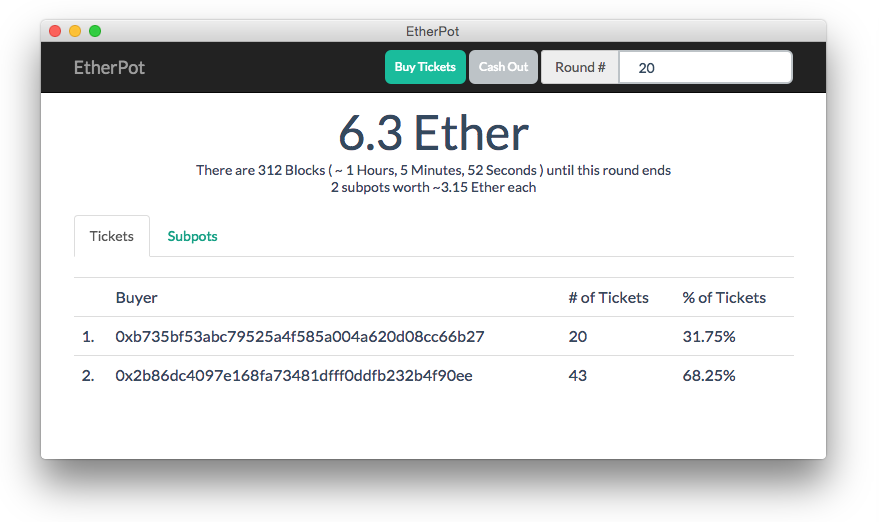 EtherPot
EtherPot
Buy Tickets
Cash Out
Round #
20
6.3 Ether
There are 312 Blocks ( ~ 1 Hours, 5 Minutes, 52 Seconds ) until this round ends
2 subpots worth ~3.15 Ether each
Tickets
Subpots
Buyer # of Tickets % of Tickets
1. 0xb735bf53abc79525a4f585a004a620d08cc66b27 20 31.75%
2. 0x2b86dc4097e168fa73481dfff0ddfb232b4f90ee 43 68.25%